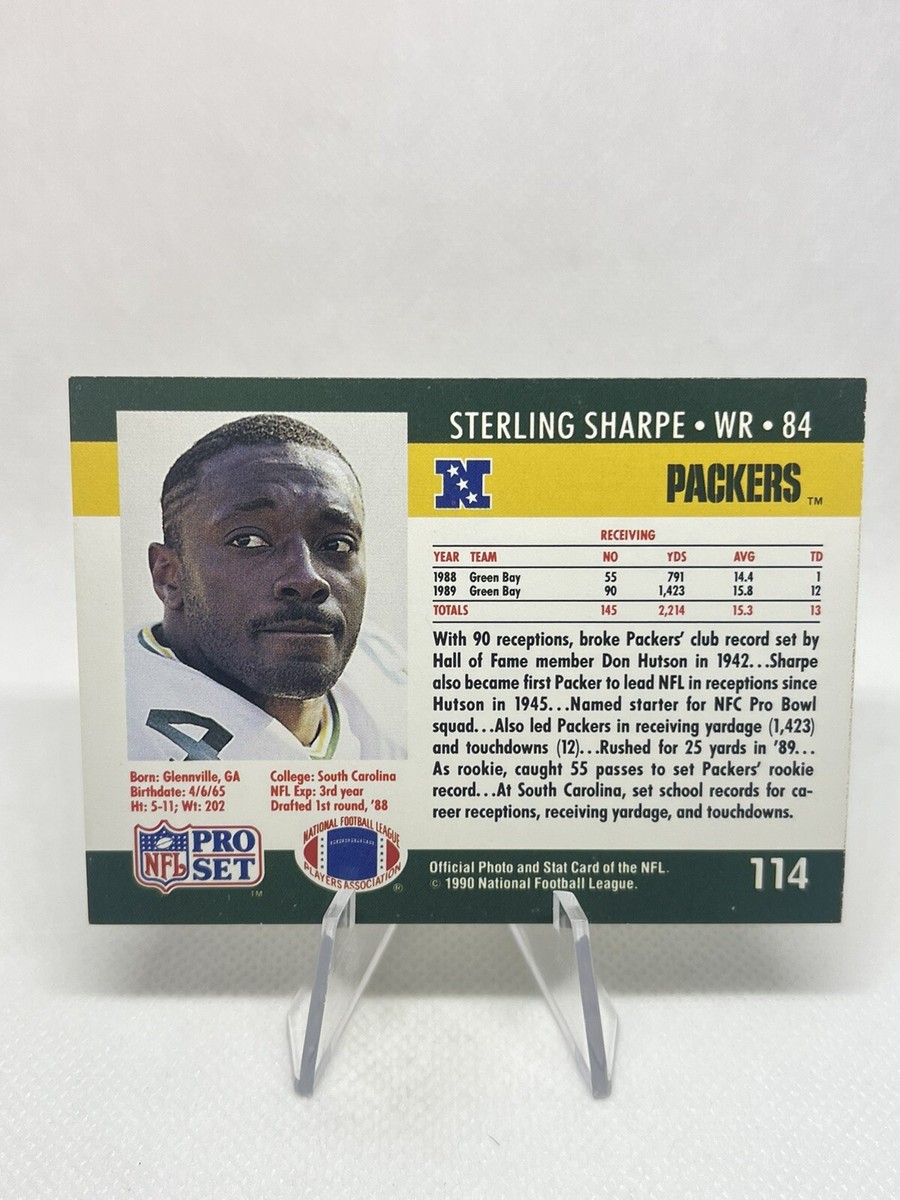 STERLING SHARPE • WR • 84
N
PACKERS TM
RECEIVING
YEAR TEAM NO YDS AVG TD
1988 Green Bay 55 791 14.4 1
1989 Green Bay 90 1,423 15.8 12
TOTALS 145 2,214 15.3 13
With 90 receptions, broke Packers' club record set by
Hall of Fame member Don Hutson in 1942...Sharpe
also became first Packer to lead NFL in receptions since
Hutson in 1945...Named starter for NFC Pro Bowl
squad...Also led Packers in receiving yardage (1,423)
and touchdowns (12)...Rushed for 25 yards in '89...
As rookie, caught 55 passes to set Packers' rookie
record...At South Carolina, set school records for ca-
reer receptions, receiving yardage, and touchdowns.
4
Born: Glennville, GA
Birthdate: 4/6/65
Ht: 5-11; Wt: 202
College: South Carolina
NFL Exp: 3rd year
Drafted 1st round, '88
NFL PRO SET TM
NATIONAL FOOTBALL LEAGUE
PLAYERS ASSOCIATION ®
Official Photo and Stat Card of the NFL.
© 1990 National Football League.
114